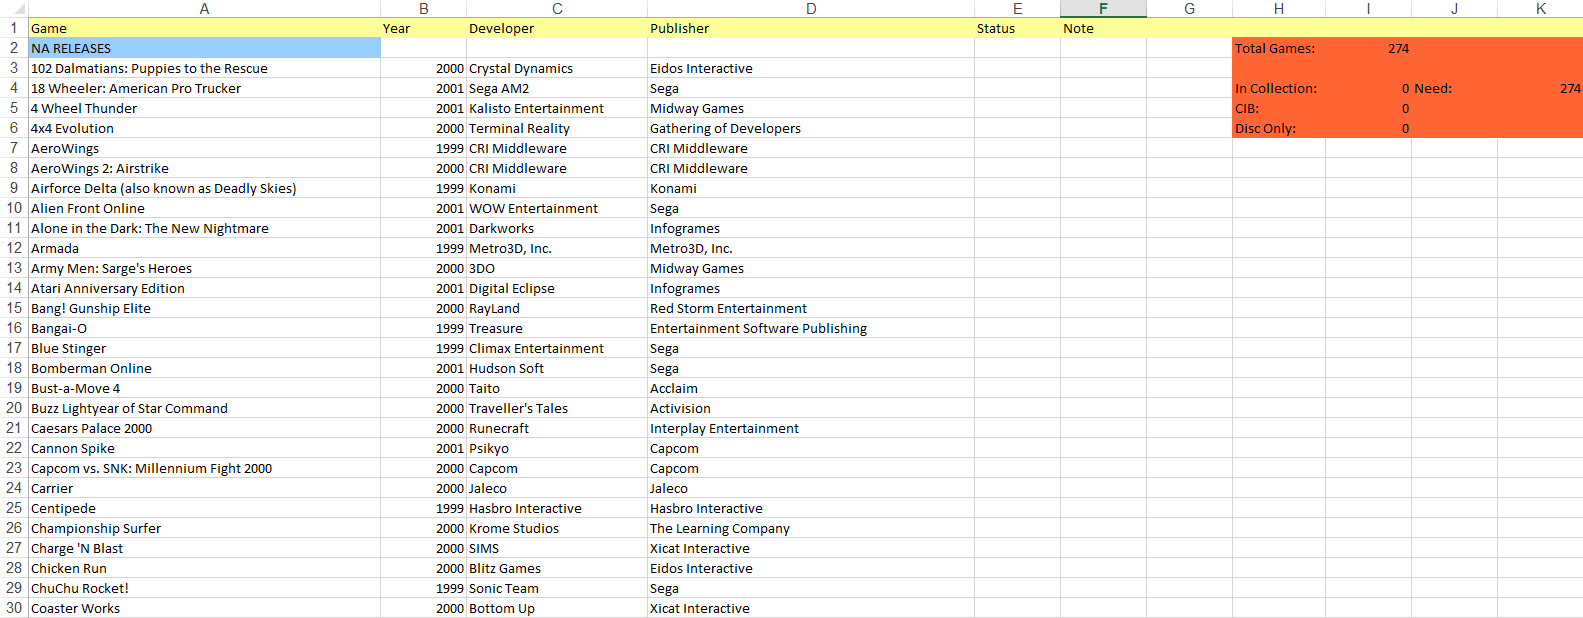 A B C D E F G H I J K
1 Game Year Developer Publisher Status Note
2 NA RELEASES Total Games: 274
3 102 Dalmatians: Puppies to the Rescue 2000 Crystal Dynamics Eidos Interactive
4 18 Wheeler: American Pro Trucker 2001 Sega AM2 Sega In Collection: 0 Need: 274
5 4 Wheel Thunder 2001 Kalisto Entertainment Midway Games CIB: 0
6 4x4 Evolution 2000 Terminal Reality Gathering of Developers Disc Only: 0
7 AeroWings 1999 CRI Middleware CRI Middleware
8 AeroWings 2: Airstrike 2000 CRI Middleware CRI Middleware
9 Airforce Delta (also known as Deadly Skies) 1999 Konami Konami
10 Alien Front Online 2001 WOW Entertainment Sega
11 Alone in the Dark: The New Nightmare 2001 Darkworks Infogrames
12 Armada 1999 Metro3D, Inc. Metro3D, Inc.
13 Army Men: Sarge's Heroes 2000 3DO Midway Games
14 Atari Anniversary Edition 2001 Digital Eclipse Infogrames
15 Bang! Gunship Elite 2000 RayLand Red Storm Entertainment
16 Bangai-O 1999 Treasure Entertainment Software Publishing
17 Blue Stinger 1999 Climax Entertainment Sega
18 Bomberman Online 2001 Hudson Soft Sega
19 Bust-a-Move 4 2000 Taito Acclaim
20 Buzz Lightyear of Star Command 2000 Traveller's Tales Activision
21 Caesars Palace 2000 2000 Runecraft Interplay Entertainment
22 Cannon Spike 2001 Psikyo Capcom
23 Capcom vs. SNK: Millennium Fight 2000 2000 Capcom Capcom
24 Carrier 2000 Jaleco Jaleco
25 Centipede 1999 Hasbro Interactive Hasbro Interactive
26 Championship Surfer 2000 Krome Studios The Learning Company
27 Charge 'N Blast 2000 SIMS Xicat Interactive
28 Chicken Run 2000 Blitz Games Eidos Interactive
29 ChuChu Rocket! 1999 Sonic Team Sega
30 Coaster Works 2000 Bottom Up Xicat Interactive